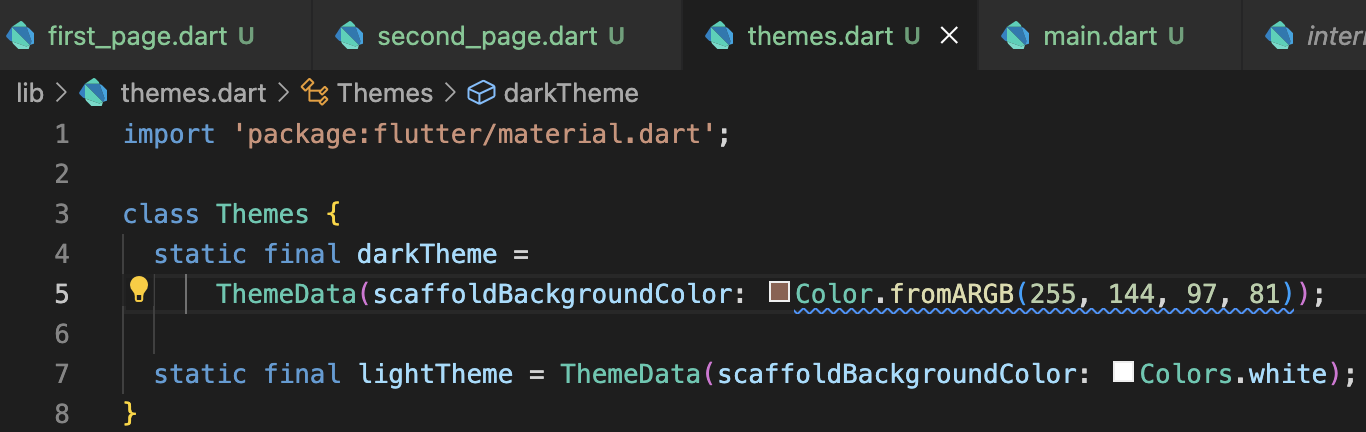 first_page.dart U second_page.dart U themes.dart U main.dart U
lib > themes.dart > Themes > darkTheme
1 import 'package:flutter/material.dart';
2
3 class Themes {
4 static final darkTheme =
5 ThemeData(scaffoldBackgroundColor: Color.fromARGB(255, 144, 97, 81));
6
7 static final lightTheme = ThemeData(scaffoldBackgroundColor: Colors.white);
8 }